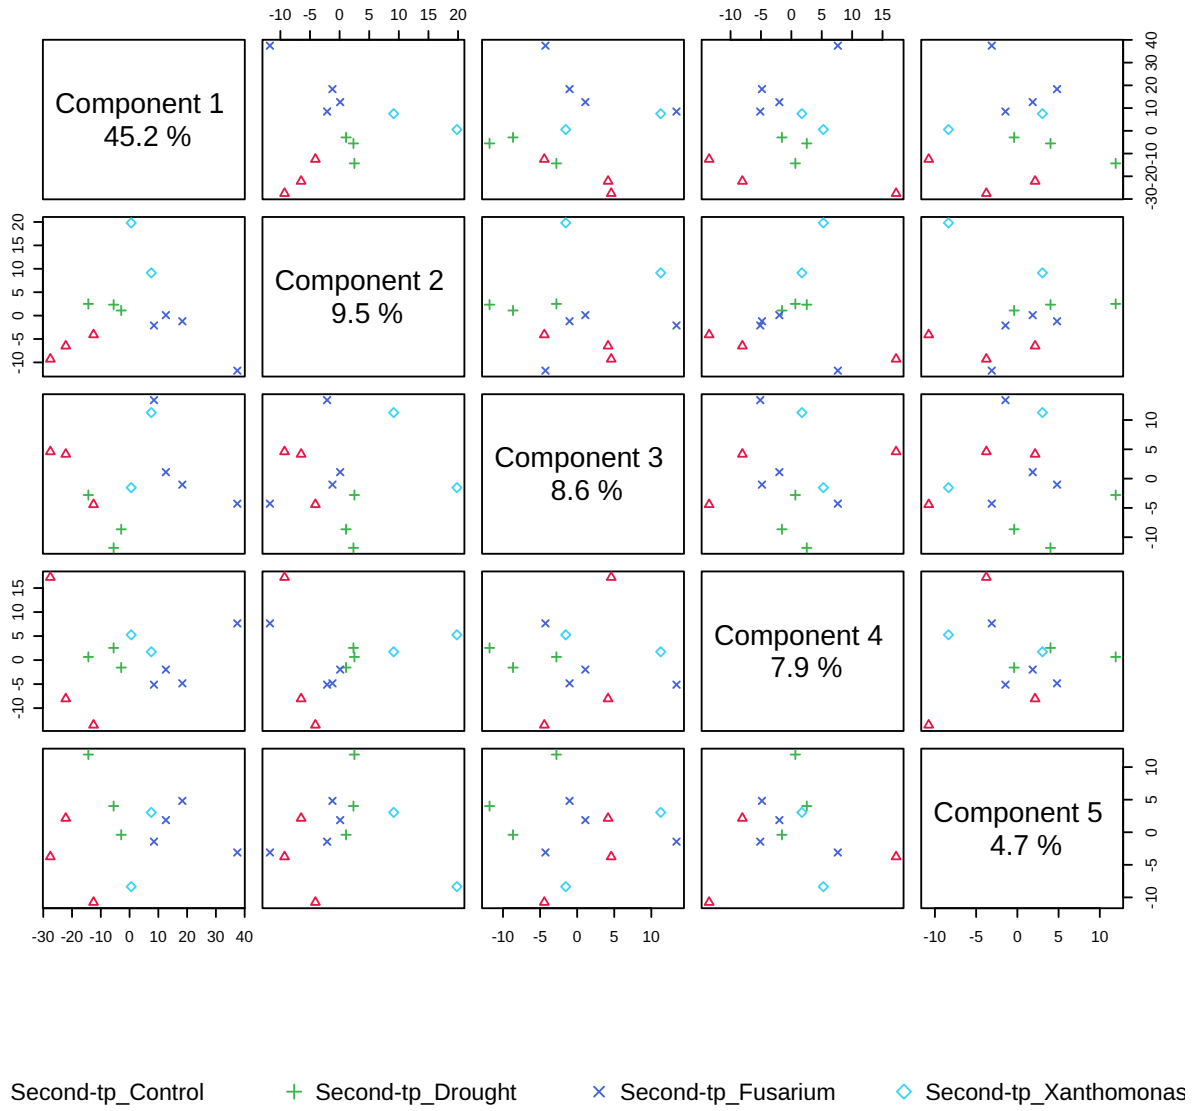 -10 -5 0 5 10 20
-10 -5 0 5 10 15
Component 1
45.2 %
-30 -20 -10 0 10 20 30 40
-10 -5 0 5 10 15 20
Component 2
9.5 %
Component 3
8.6 %
-10 -5 0 5 10
-10 -5 0 5 10 15
Component 4
7.9 %
Component 5
4.7 %
-10 -5 0 5 10
-30 -20 -10 0 10 20 30 40
-10 -5 0 5 10
-10 -5 0 5 10
Second-tp_Control Second-tp_Drought Second-tp_Fusarium Second-tp_Xanthomonas